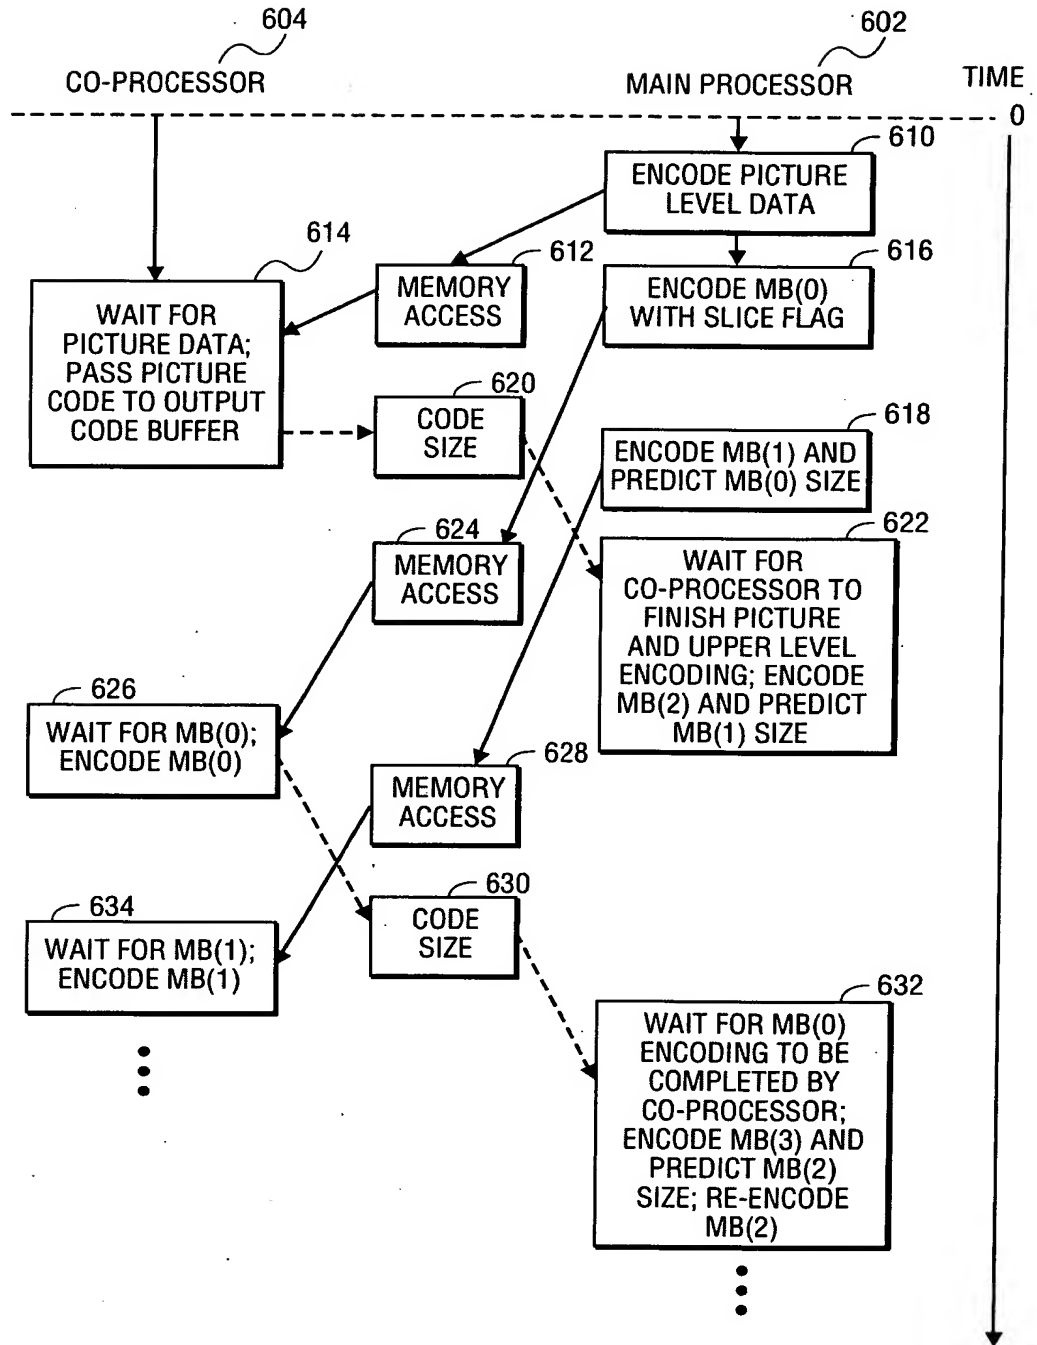 604
602
CO-PROCESSOR
MAIN PROCESSOR
TIME
0
610
ENCODE PICTURE
LEVEL DATA
614
612
616
WAIT FOR
PICTURE DATA;
PASS PICTURE
CODE TO OUTPUT
CODE BUFFER
MEMORY
ACCESS
ENCODE MB(0)
WITH SLICE FLAG
620
CODE
SIZE
618
ENCODE MB(1) AND
PREDICT MB(0) SIZE
622
WAIT FOR
CO-PROCESSOR TO
FINISH PICTURE
AND UPPER LEVEL
ENCODING; ENCODE
MB(2) AND PREDICT
MB(1) SIZE
624
MEMORY
ACCESS
626
WAIT FOR MB(0);
ENCODE MB(0)
628
MEMORY
ACCESS
630
CODE
SIZE
634
WAIT FOR MB(1);
ENCODE MB(1)
632
WAIT FOR MB(0)
ENCODING TO BE
COMPLETED BY
CO-PROCESSOR;
ENCODE MB(3) AND
PREDICT MB(2)
SIZE; RE-ENCODE
MB(2)